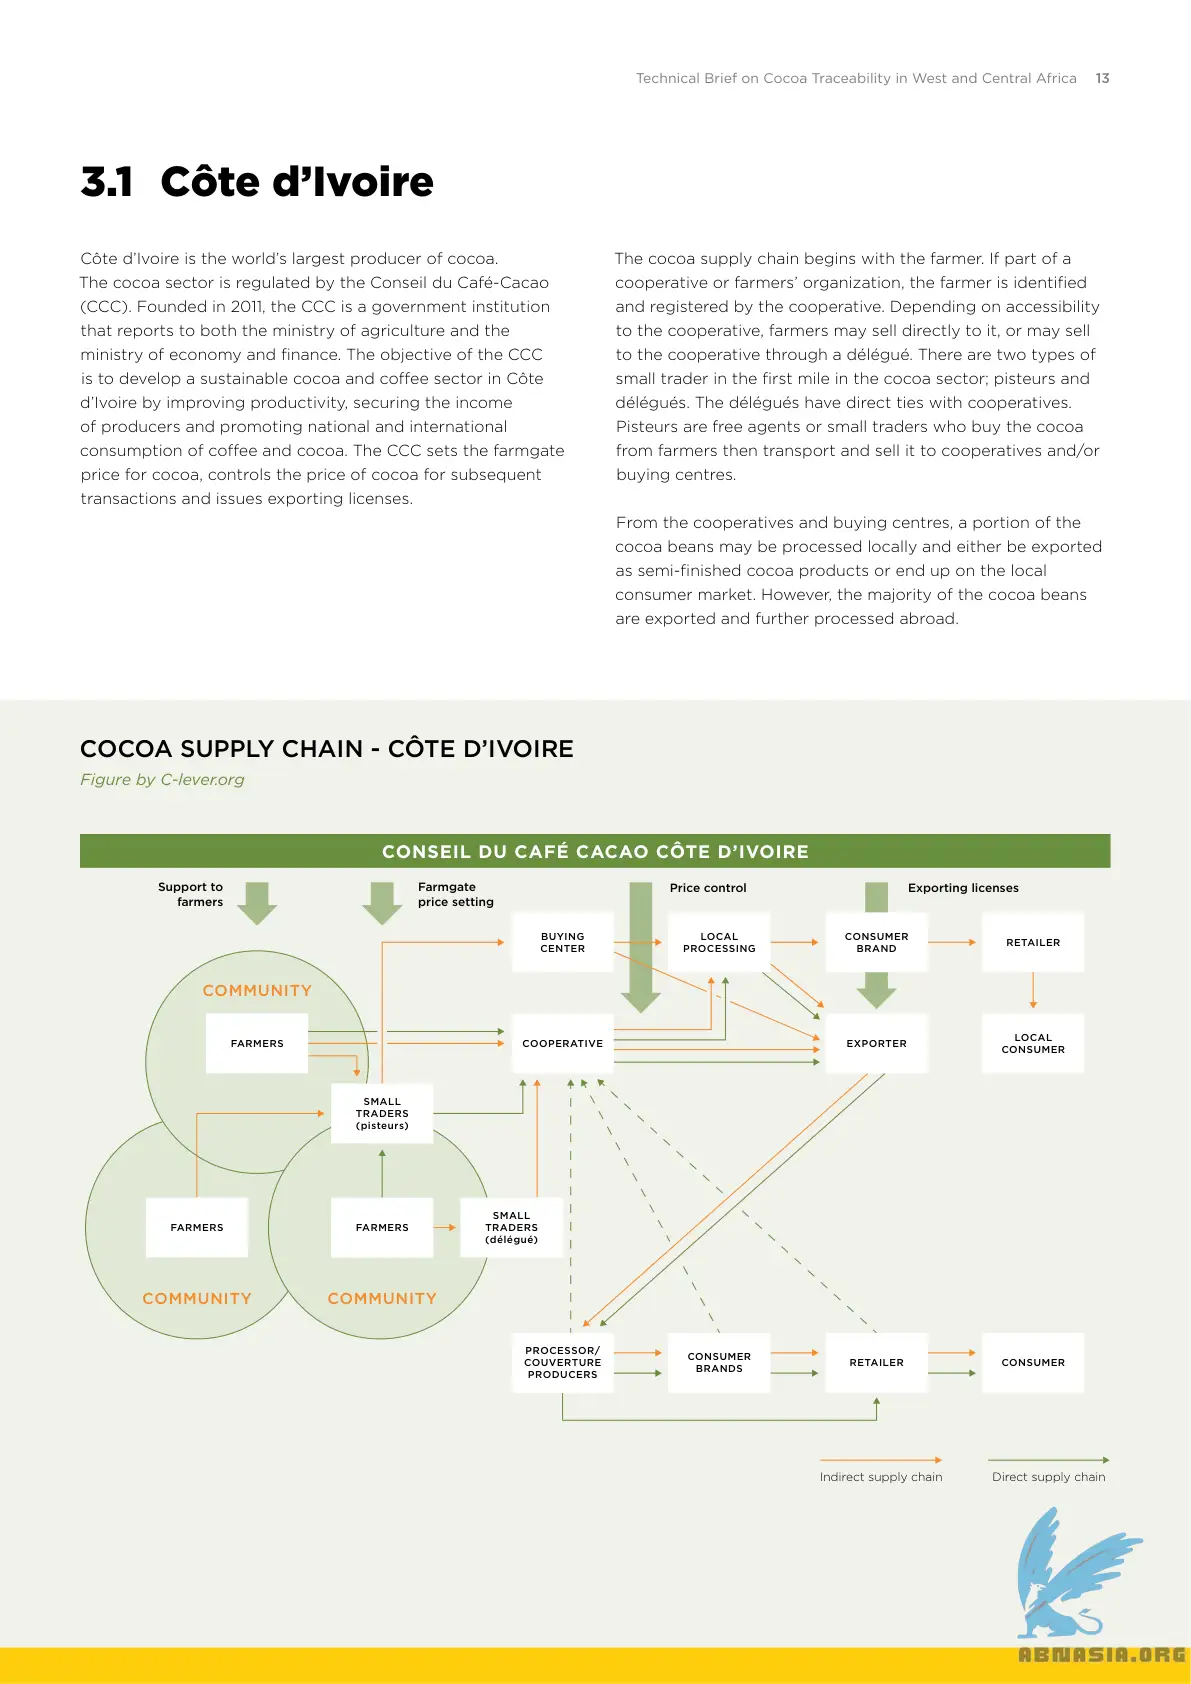 Technical Brief on Cocoa Traceability in West and Central Africa 13
3.1 Côte d’Ivoire
Côte d’Ivoire is the world’s largest producer of cocoa.
The cocoa sector is regulated by the Conseil du Café-Cacao
(CCC). Founded in 2011, the CCC is a government institution
that reports to both the ministry of agriculture and the
ministry of economy and finance. The objective of the CCC
is to develop a sustainable cocoa and coffee sector in Côte
d’Ivoire by improving productivity, securing the income
of producers and promoting national and international
consumption of coffee and cocoa. The CCC sets the farmgate
price for cocoa, controls the price of cocoa for subsequent
transactions and issues exporting licenses.
The cocoa supply chain begins with the farmer. If part of a
cooperative or farmers’ organization, the farmer is identified
and registered by the cooperative. Depending on accessibility
to the cooperative, farmers may sell directly to it, or may sell
to the cooperative through a délégué. There are two types of
small trader in the first mile in the cocoa sector; pisteurs and
délégués. The délégués have direct ties with cooperatives.
Pisteurs are free agents or small traders who buy the cocoa
from farmers then transport and sell it to cooperatives and/or
buying centres.
From the cooperatives and buying centres, a portion of the
cocoa beans may be processed locally and either be exported
as semi-finished cocoa products or end up on the local
consumer market. However, the majority of the cocoa beans
are exported and further processed abroad.
COCOA SUPPLY CHAIN - CÔTE D’IVOIRE
Figure by C-lever.org
CONSEIL DU CAFÉ CACAO CÔTE D’IVOIRE
Support to
farmers
Farmgate
price setting
Price control
Exporting licenses
BUYING
CENTER
LOCAL
PROCESSING
CONSUMER
BRAND
RETAILER
COMMUNITY
FARMERS
COOPERATIVE
EXPORTER
LOCAL
CONSUMER
SMALL
TRADERS
(pisteurs)
FARMERS
FARMERS
SMALL
TRADERS
(délégué)
COMMUNITY
COMMUNITY
PROCESSOR/
COUVERTURE
PRODUCERS
CONSUMER
BRANDS
RETAILER
CONSUMER
Indirect supply chain
Direct supply chain
ABMASIA.ORG